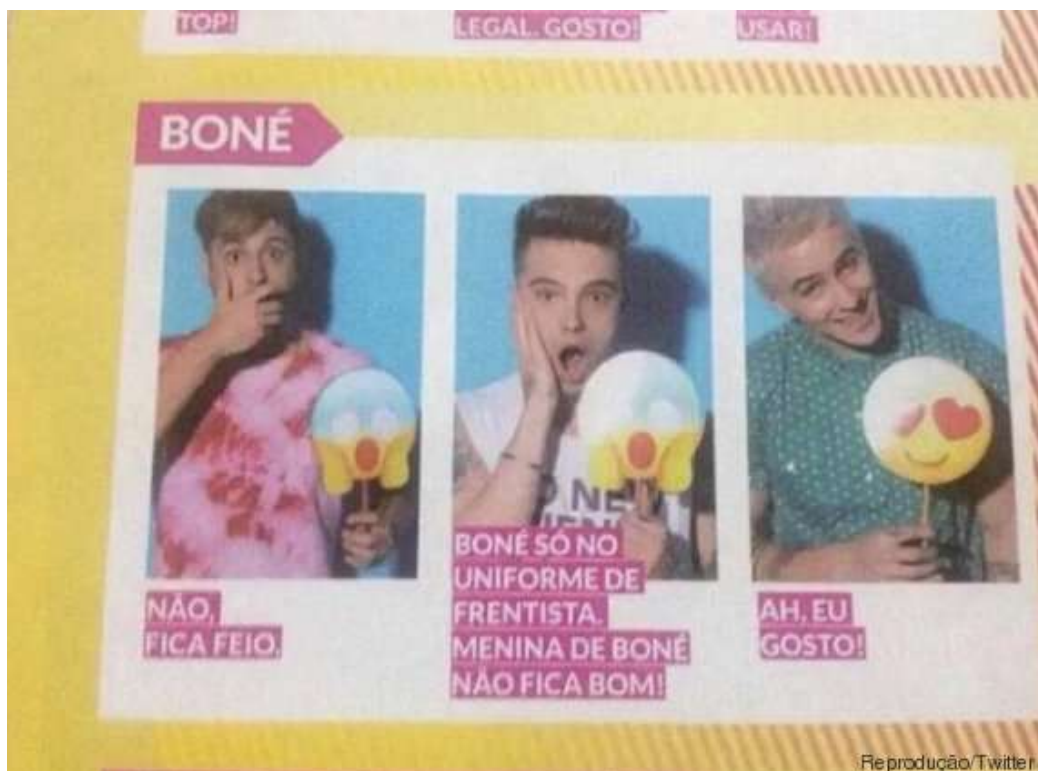 TOP!
LEGAL. GOSTO!
USAR!
BONÉ
NÃO,
FICA FEIO.
BONÉ SÓ NO
UNIFORME DE
FRENTISTA.
MENINA DE BONÉ
NÃO FICA BOM!
AH, EU
GOSTO!
Reprodução/Twitter